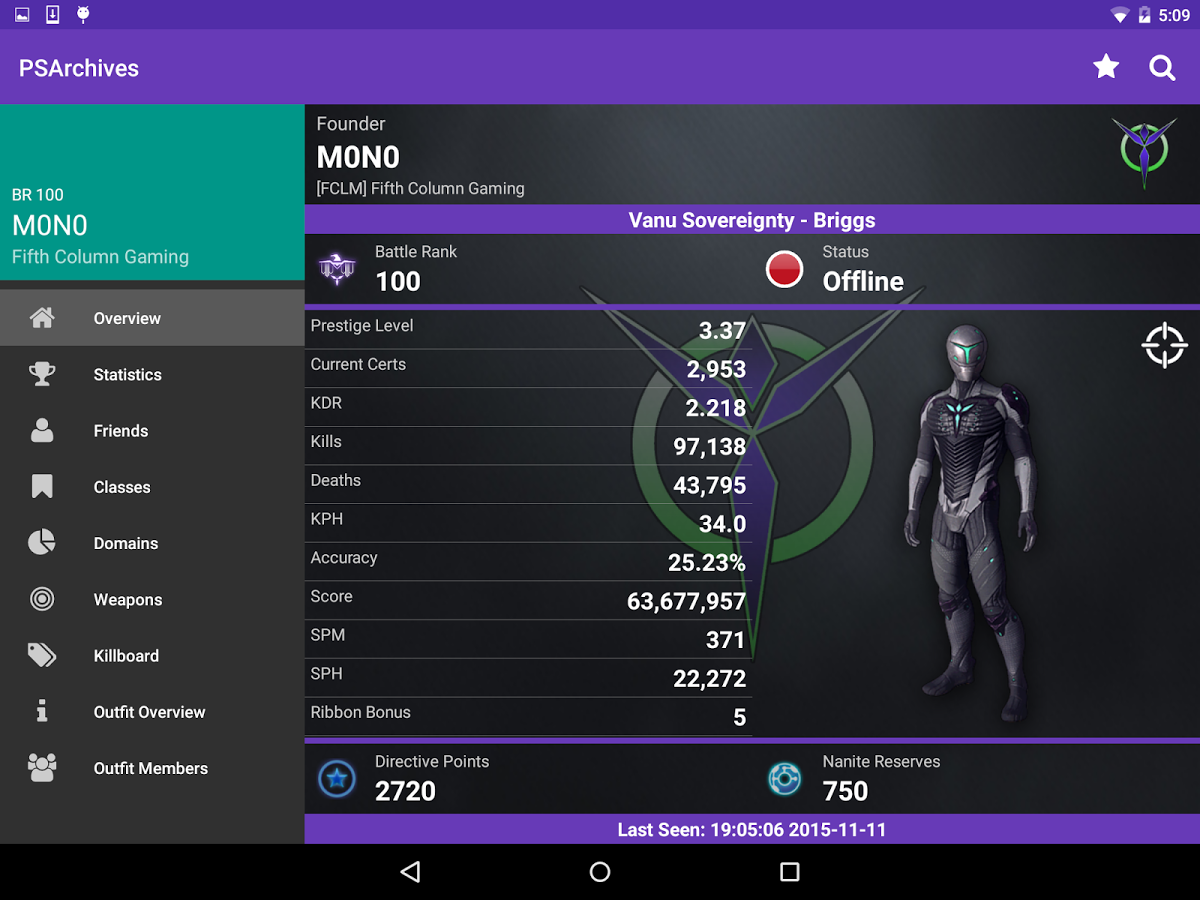 5:09
PSArchives
BR 100
M0N0
Fifth Column Gaming
Overview
Statistics
Friends
Classes
Domains
Weapons
Killboard
Outfit Overview
Outfit Members
Founder
M0N0
[FCLM] Fifth Column Gaming
Vanu Sovereignty - Briggs
Battle Rank
100
Status
Offline
Prestige Level 3.37
Current Certs 2,953
KDR 2.218
Kills 97,138
Deaths 43,795
KPH 34.0
Accuracy 25.23%
Score 63,677,957
SPM 371
SPH 22,272
Ribbon Bonus 5
Directive Points
2720
Nanite Reserves
750
Last Seen: 19:05:06 2015-11-11